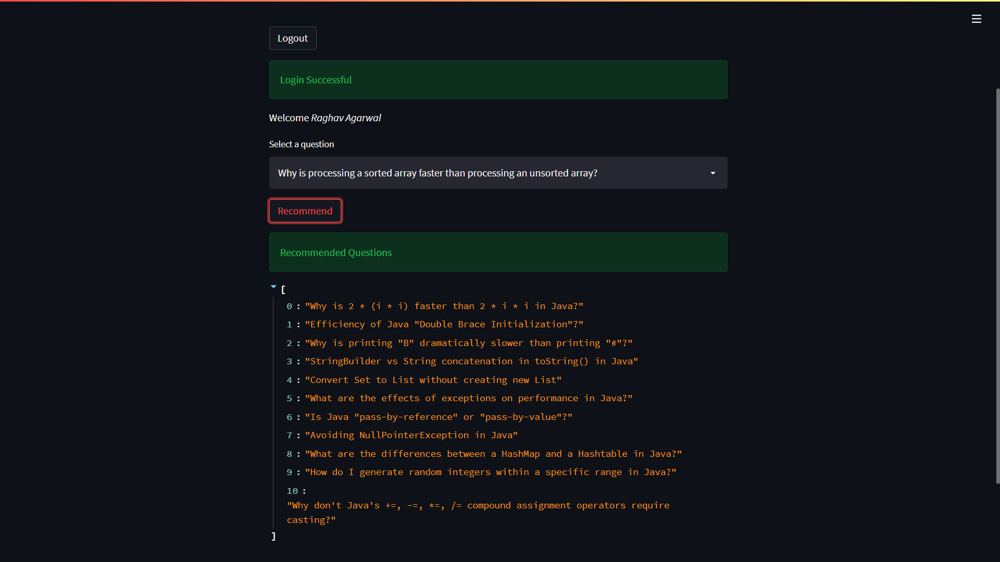 Logout
Login Successful
Welcome Raghav Agarwal
Select a question
Why is processing a sorted array faster than processing an unsorted array?
Recommend
Recommended Questions
[
0 : "Why is 2 * (i * i) faster than 2 * i * i in Java?"
1 : "Efficiency of Java "Double Brace Initialization"?"
2 : "Why is printing "B" dramatically slower than printing "#"?"
3 : "StringBuilder vs String concatenation in toString() in Java"
4 : "Convert Set to List without creating new List"
5 : "What are the effects of exceptions on performance in Java?"
6 : "Is Java "pass-by-reference" or "pass-by-value"?"
7 : "Avoiding NullPointerException in Java"
8 : "What are the differences between a HashMap and a Hashtable in Java?"
9 : "How do I generate random integers within a specific range in Java?"
10 :
"Why don't Java's +=, -=, *=, /= compound assignment operators require
casting?"
]